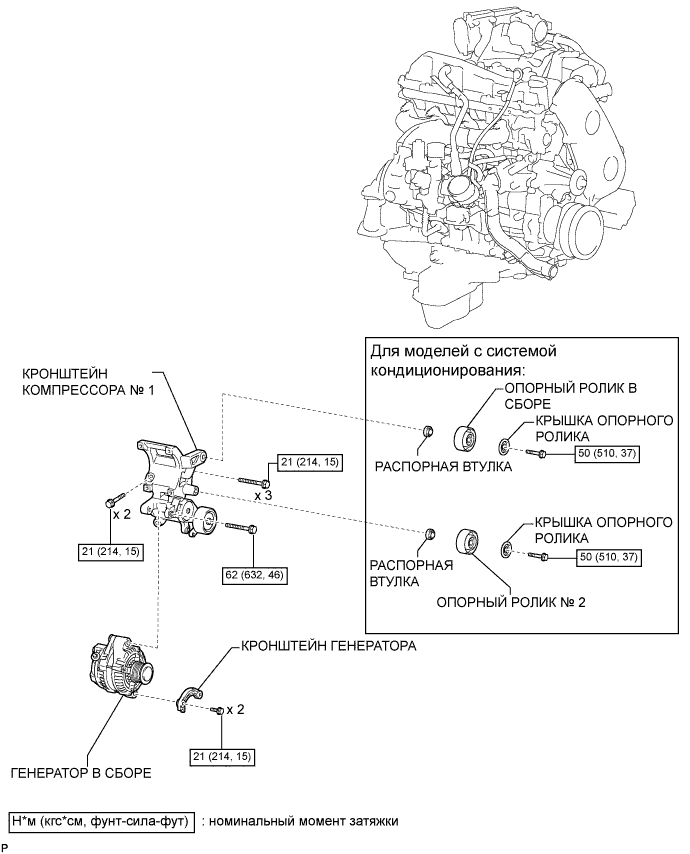 Для моделей с системой
кондиционирования:
ОПОРНЫЙ РОЛИК В
СБОРЕ
КРЫШКА ОПОРНОГО
РОЛИКА
50 (510, 37)
РАСПОРНАЯ ВТУЛКА
КРОНШТЕЙН
КОМПРЕССОРА № 1
21 (214, 15)
x 3
x 2
21 (214, 15)
62 (632, 46)
КРЫШКА ОПОРНОГО
РОЛИКА
50 (510, 37)
РАСПОРНАЯ
ВТУЛКА
ОПОРНЫЙ РОЛИК № 2
КРОНШТЕЙН ГЕНЕРАТОРА
x 2
21 (214, 15)
ГЕНЕРАТОР В СБОРЕ
Н*м (кгс*см, фунт-сила-фут) : номинальный момент затяжки
P